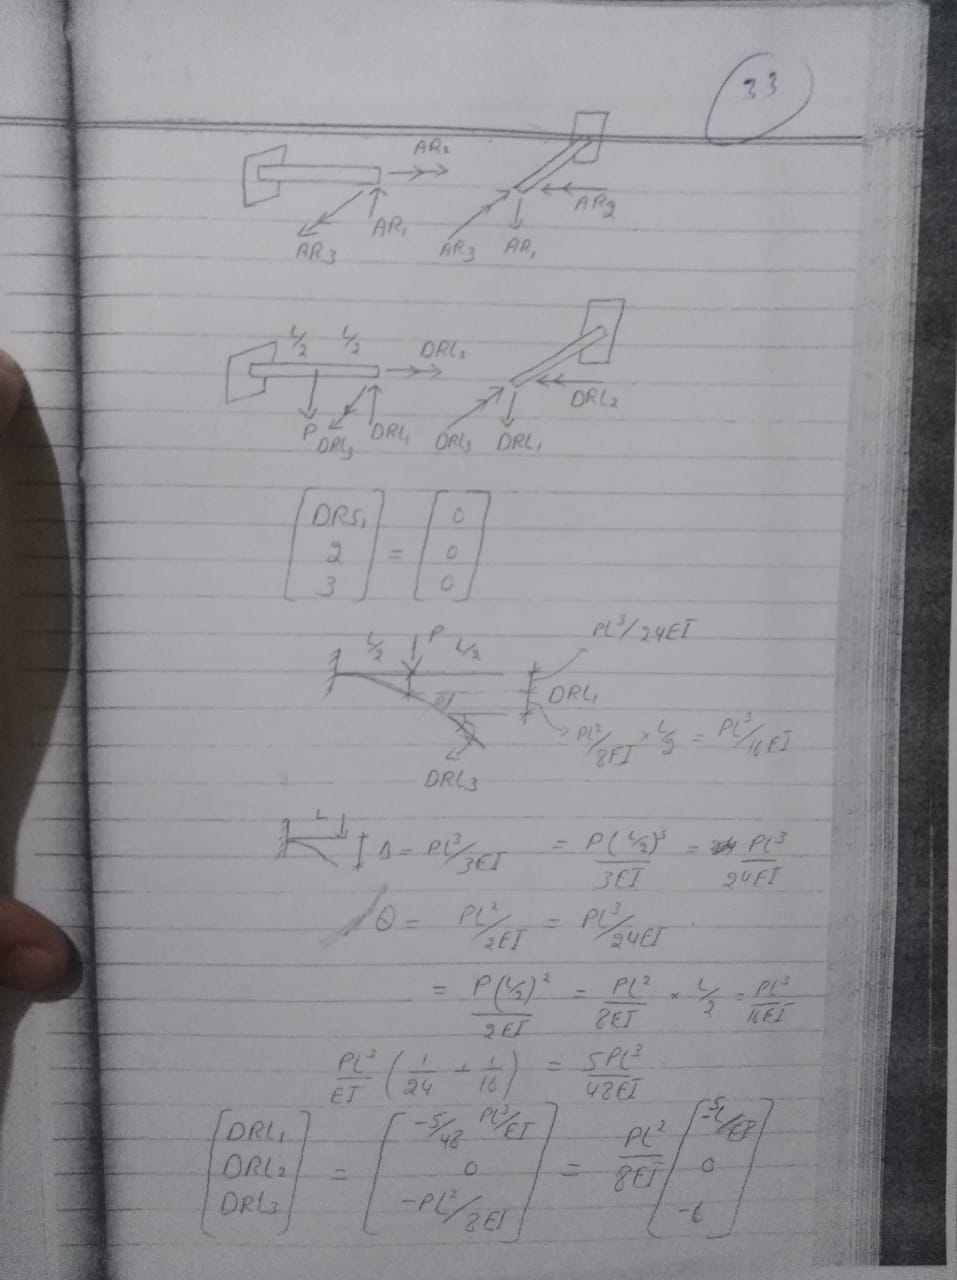 33
AR₂
AR₃ AR₁ AR₃ AR₁ AR₂
L/2 L/2 DRL₂
P DRL₃ DRL₁ DRL₃ DRL₁ DRL₂
[DRS₁] [0]
[2] = [0]
[3] [0]
L/2 P L/2 PL³/24EI
DRL₁
PL²/8EI × L/2 = PL³/16EI
DRL₃
L Δ = PL³/3EI = P(L/2)³/3EI = PL³/24EI
θ = PL²/2EI = PL³/24EI
= P(L/2)²/2EI = PL²/8EI × L/2 = PL³/16EI
PL³/EI (1/24 + 1/16) = 5PL³/48EI
[DRL₁] [-5/48 PL³/EI] [-5L/EI]
[DRL₂] = [0] = PL²/8EI [0]
[DRL₃] [-PL²/8EI] [-6]